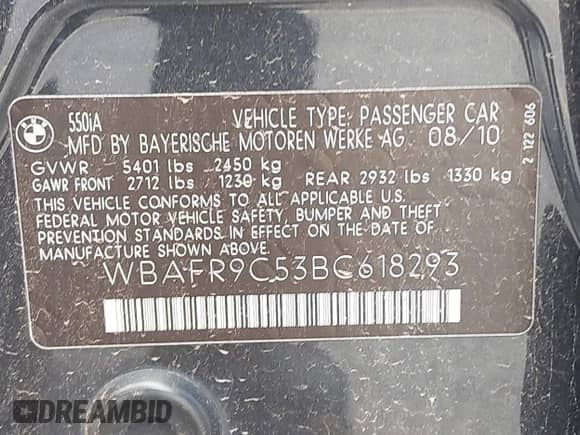 BMW
550iA VEHICLE TYPE: PASSENGER CAR
MFD BY BAYERISCHE MOTOREN WERKE AG 08/10
GVWR 5401 lbs 2450 kg
GAWR FRONT 2712 lbs 1230 kg REAR 2932 lbs 1330 kg
THIS VEHICLE CONFORMS TO ALL APPLICABLE U.S.
FEDERAL MOTOR VEHICLE SAFETY, BUMPER AND THEFT
PREVENTION STANDARDS IN EFFECT ON THE DATE OF
MANUFACTURE SHOWN ABOVE.
WBAFR9C53BC618293
2 122 606
DREAMBID